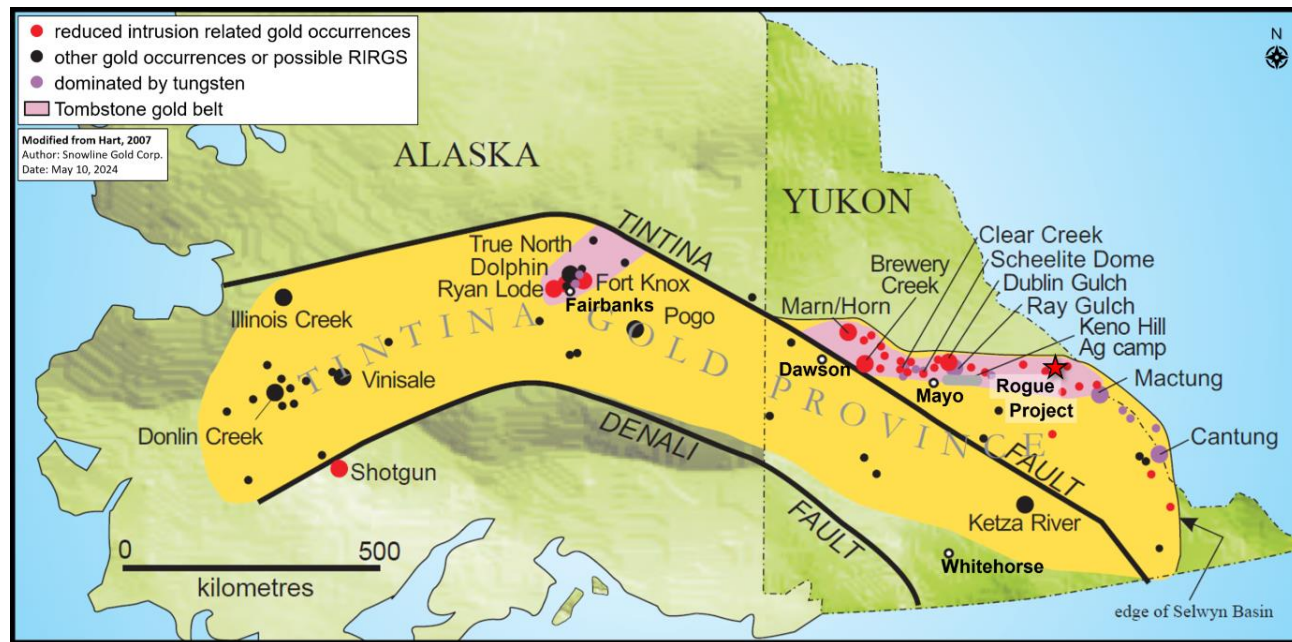 reduced intrusion related gold occurrences
other gold occurrences or possible RIRGS
dominated by tungsten
Tombstone gold belt
Modified from Hart, 2007
Author: Snowline Gold Corp.
Date: May 10, 2024
N
ALASKA
YUKON
TINTINA
FAULT
DENALI
FAULT
TINTINA GOLD PROVINCE
True North
Dolphin
Ryan Lode
Fort Knox
Fairbanks
Pogo
Illinois Creek
Vinisale
Donlin Creek
Shotgun
Clear Creek
Scheelite Dome
Dublin Gulch
Ray Gulch
Keno Hill
Ag camp
Brewery
Creek
Marn/Horn
Dawson
Mayo
Rogue
Project
Mactung
Cantung
Ketza River
Whitehorse
edge of Selwyn Basin
0 500
kilometres